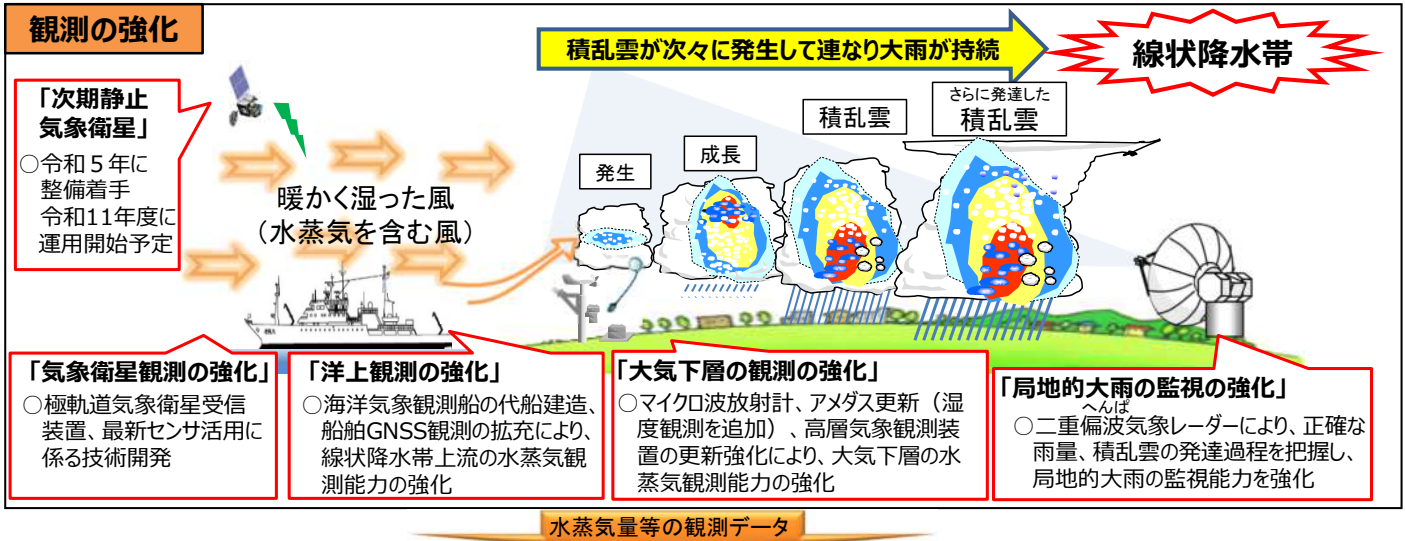 観測の強化
積乱雲が次々に発生して連なり大雨が持続
線状降水帯
「次期静止
気象衛星」
○令和５年に
整備着手
令和11年度に
運用開始予定
暖かく湿った風
（水蒸気を含む風）
発生
成長
積乱雲
さらに発達した
積乱雲
「気象衛星観測の強化」
○極軌道気象衛星受信
装置、最新センサ活用に
係る技術開発
「洋上観測の強化」
○海洋気象観測船の代船建造、
船舶GNSS観測の拡充により、
線状降水帯上流の水蒸気観
測能力の強化
「大気下層の観測の強化」
○マイクロ波放射計、アメダス更新（湿
度観測を追加）、高層気象観測装
置の更新強化により、大気下層の水
蒸気観測能力の強化
「局地的大雨の監視の強化」
へんぱ
○二重偏波気象レーダーにより、正確な
雨量、積乱雲の発達過程を把握し、
局地的大雨の監視能力を強化
水蒸気量等の観測データ